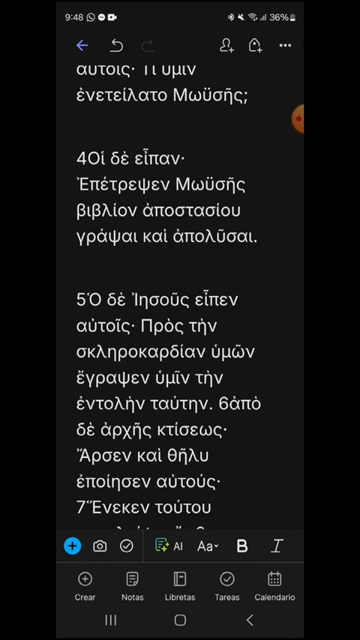 9:48
36%
αὐτοῖς· Τί ὑμῖν
ἐνετείλατο Μωϋσῆς;
4Οἱ δὲ εἶπαν·
Ἐπέτρεψεν Μωϋσῆς
βιβλίον ἀποστασίου
γράψαι καὶ ἀπολῦσαι.
5Ὁ δὲ Ἰησοῦς εἶπεν
αὐτοῖς· Πρὸς τὴν
σκληροκαρδίαν ὑμῶν
ἔγραψεν ὑμῖν τὴν
ἐντολὴν ταύτην. 6ἀπὸ
δὲ ἀρχῆς κτίσεως·
Ἄρσεν καὶ θῆλυ
ἐποίησεν αὐτούς·
7Ἕνεκεν τούτου
AI Aa B I
Crear Notas Libretas Tareas Calendario